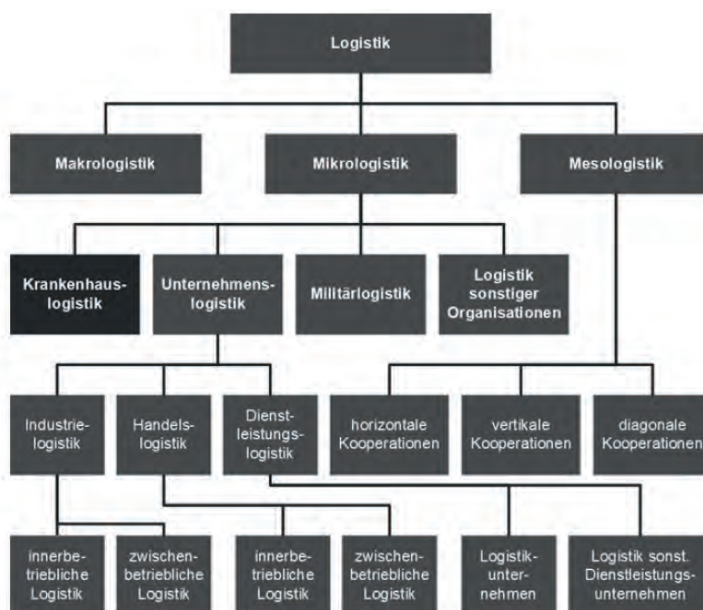 Logistik
Makrologistik
Mikrologistik
Mesologistik
Krankenhaus-
logistik
Unternehmens-
logistik
Militärlogistik
Logistik
sonstiger
Organisationen
Industrie-
logistik
Handels-
logistik
Dienst-
leistungs-
logistik
horizontale
Kooperationen
vertikale
Kooperationen
diagonale
Kooperationen
innerbe-
triebliche
Logistik
zwischen-
betriebliche
Logistik
innerbe-
triebliche
Logistik
zwischen-
betriebliche
Logistik
Logistik-
unter-
nehmen
Logistik sonst.
Dienstleistungs-
unternehmen